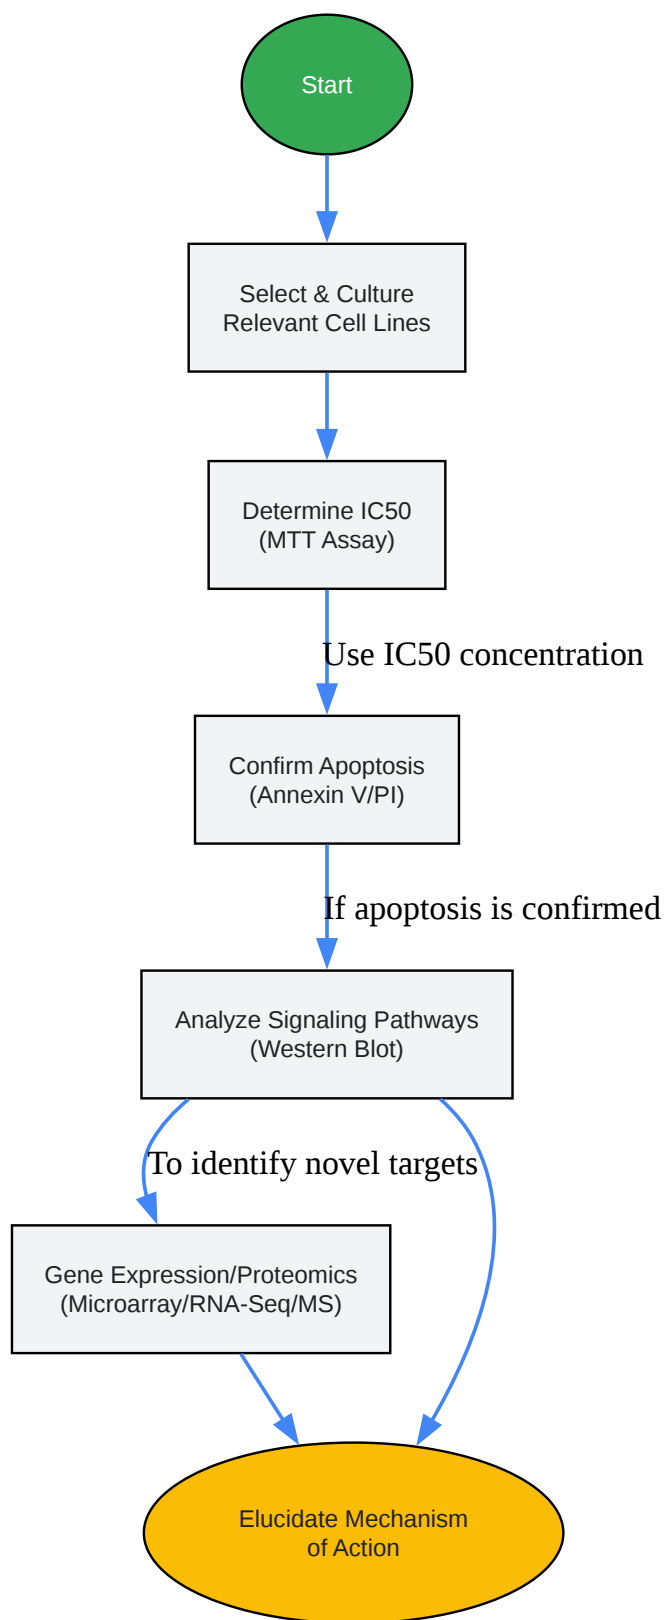 Start
Select & Culture
Relevant Cell Lines
Determine IC50
(MTT Assay)
Use IC50 concentration
Confirm Apoptosis
(Annexin V/PI)
If apoptosis is confirmed
Analyze Signaling Pathways
(Western Blot)
To identify novel targets
Gene Expression/Proteomics
(Microarray/RNA-Seq/MS)
Elucidate Mechanism
of Action